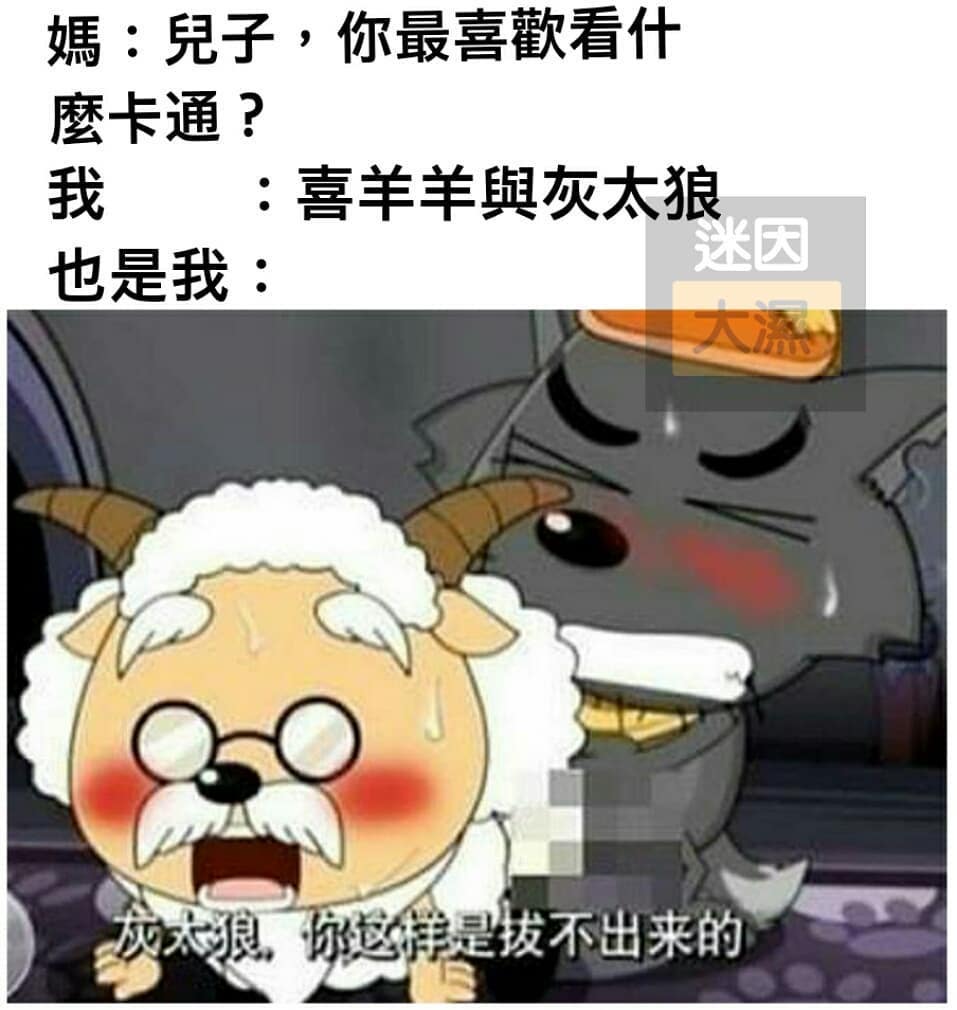 媽：兒子，你最喜歡看什
麼卡通？
我　　：喜羊羊與灰太狼
也是我：
迷因
大濕
灰太狼，你这样是拔不出来的